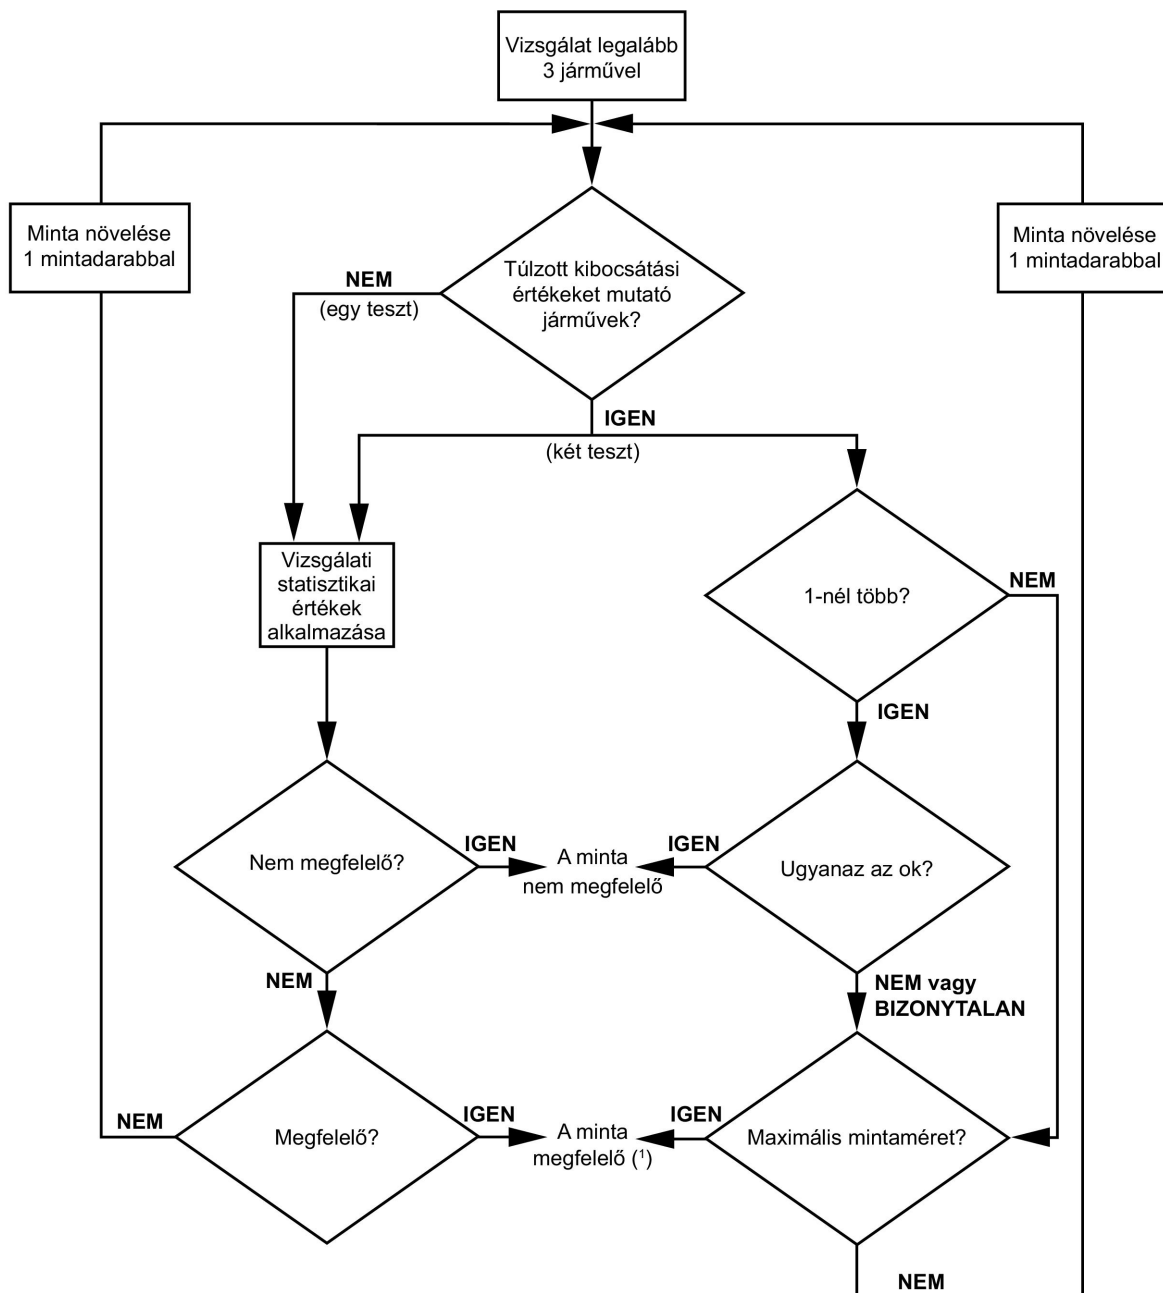 Vizsgálat legalább
3 járművel
Minta növelése
1 mintadarabbal
Minta növelése
1 mintadarabbal
Túlzott kibocsátási
értékeket mutató
járművek?
NEM
(egy teszt)
IGEN
(két teszt)
Vizsgálati
statisztikai
értékek
alkalmazása
1-nél több?
NEM
IGEN
Nem megfelelő?
IGEN
A minta
nem megfelelő
IGEN
Ugyanaz az ok?
NEM
NEM vagy
BIZONYTALAN
NEM
Megfelelő?
IGEN
A minta
megfelelő (¹)
IGEN
Maximális mintaméret?
NEM